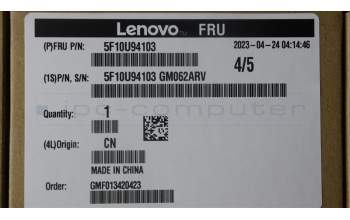 Lenovo FRU
(P)FRU P/N: 5F10U94103 2023-04-24 04:14:46
4/5
(1S)P/N, S/N: 5F10U94103 GM062ARV
Quantity: 1
(4L)Origin: CN
MADE IN CHINA
Order: GMF013420423